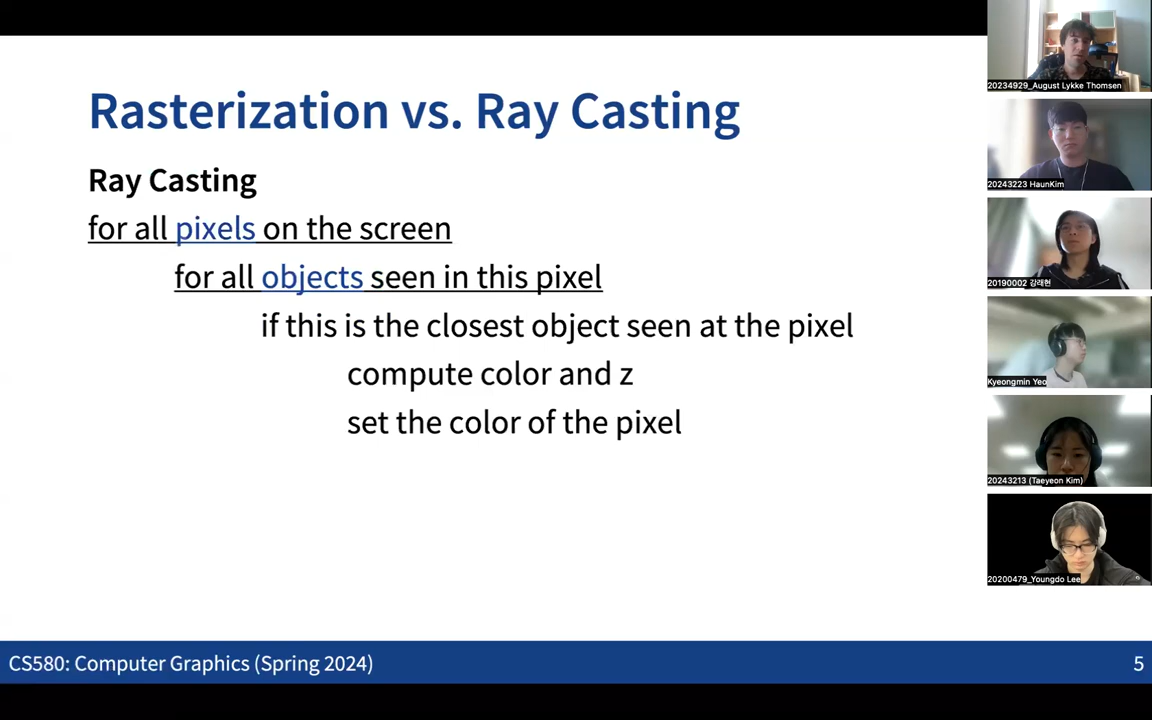 Rasterization vs. Ray Casting
Ray Casting
for all pixels on the screen
for all objects seen in this pixel
if this is the closest object seen at the pixel
compute color and z
set the color of the pixel
CS580: Computer Graphics (Spring 2024)
5
20234929_August Lykke Thomsen
20243223 HaunKim
20190002 강래현
Kyeongmin Yeo
20243213 (Taeyeon Kim)
20200479_Youngdo Lee